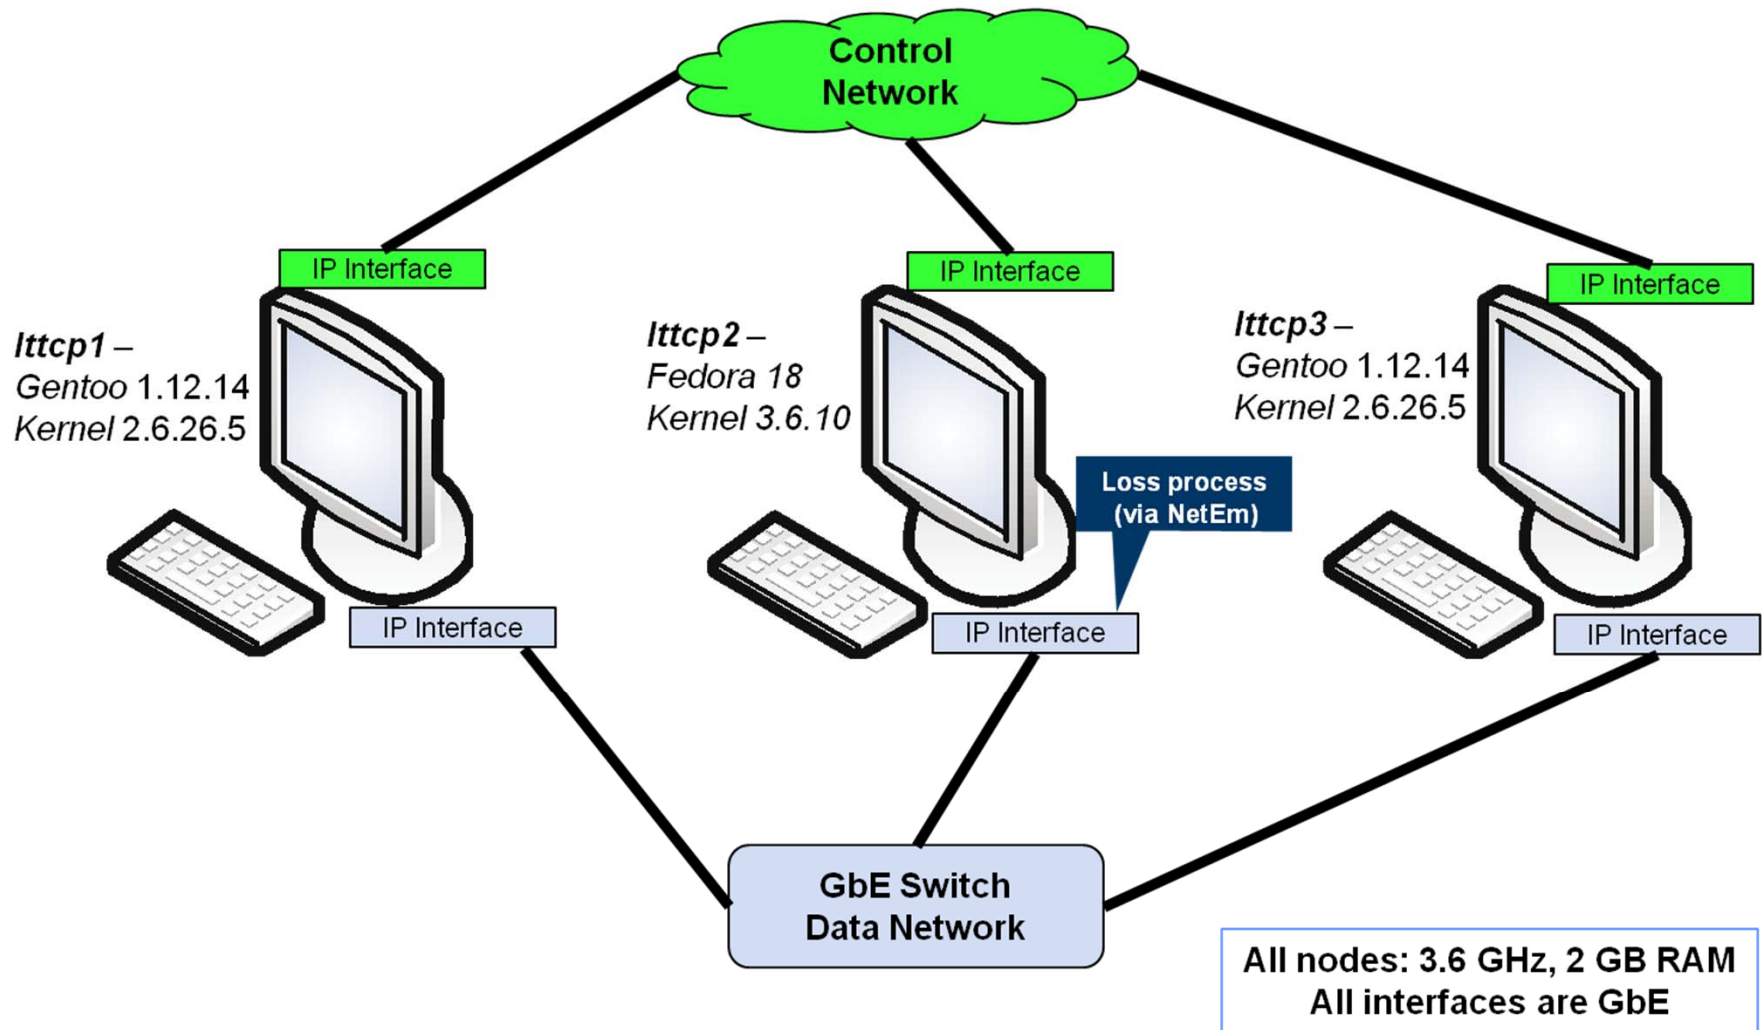 Control
Network
IP Interface
IP Interface
IP Interface
lttcp1 –
Gentoo 1.12.14
Kernel 2.6.26.5
lttcp2 –
Fedora 18
Kernel 3.6.10
lttcp3 –
Gentoo 1.12.14
Kernel 2.6.26.5
Loss process
(via NetEm)
IP Interface
IP Interface
IP Interface
GbE Switch
Data Network
All nodes: 3.6 GHz, 2 GB RAM
All interfaces are GbE